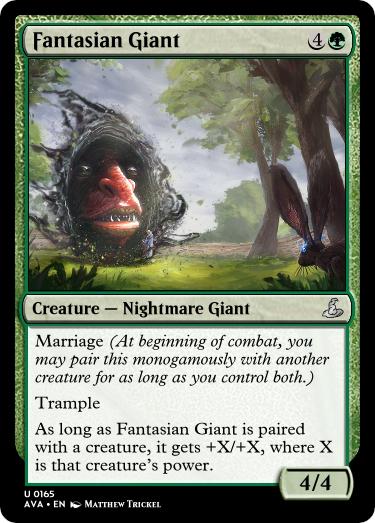 Fantasian Giant 4
Creature — Nightmare Giant
Marriage (At beginning of combat, you
may pair this monogamously with another
creature for as long as you control both.)
Trample
As long as Fantasian Giant is paired
with a creature, it gets +X/+X, where X
is that creature's power.
4/4
U 0165
AVA • EN Matthew Trickel